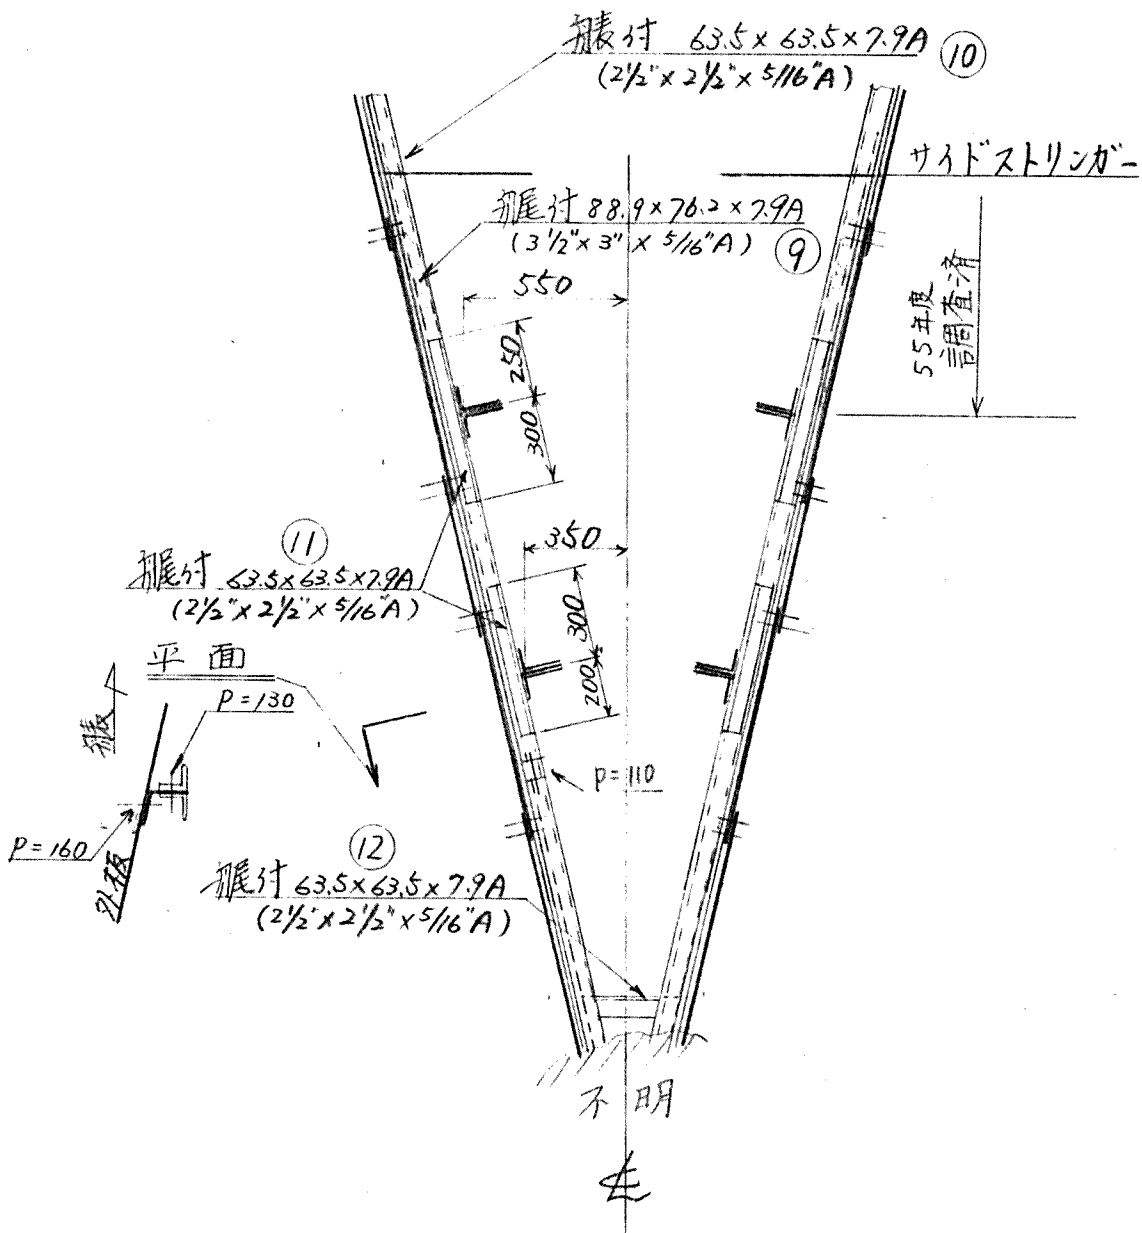 艏付 63.5×63.5×7.9A ⑩
(2½"×2½"×5/16"A)
サイドストリンガー
艉付 88.9×76.2×7.9A
(3½"×3"×5/16"A) ⑨
550
55年度
調査済
250
300
⑪
350
艉付 63.5×63.5×7.9A
(2½"×2½"×5/16"A)
300
平面
200
P=130
P=110
P=160
外板
⑫
艉付 63.5×63.5×7.9A
(2½"×2½"×5/16"A)
不明